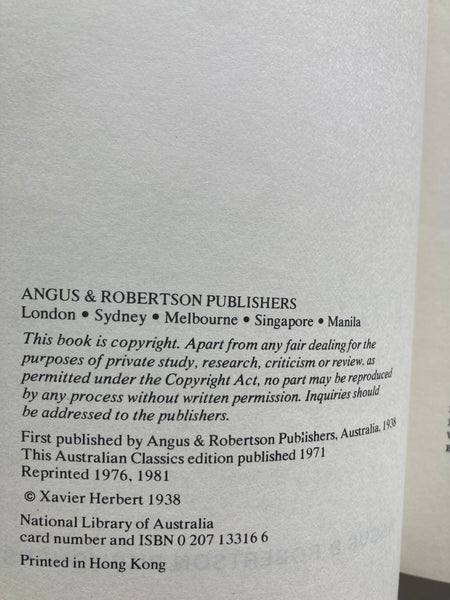 ANGUS & ROBERTSON PUBLISHERS
London • Sydney • Melbourne • Singapore • Manila
This book is copyright. Apart from any fair dealing for the
purposes of private study, research, criticism or review, as
permitted under the Copyright Act, no part may be reproduced
by any process without written permission. Inquiries should
be addressed to the publishers.
First published by Angus & Robertson Publishers, Australia, 1938
This Australian Classics edition published 1971
Reprinted 1976, 1981
© Xavier Herbert 1938
National Library of Australia
card number and ISBN 0 207 13316 6
Printed in Hong Kong